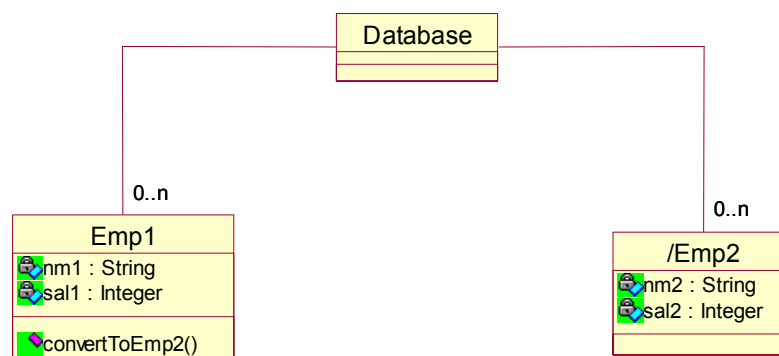 Database
0..n
0..n
Emp1
nm1 : String
sal1 : Integer
convertToEmp2()
/Emp2
nm2 : String
sal2 : Integer